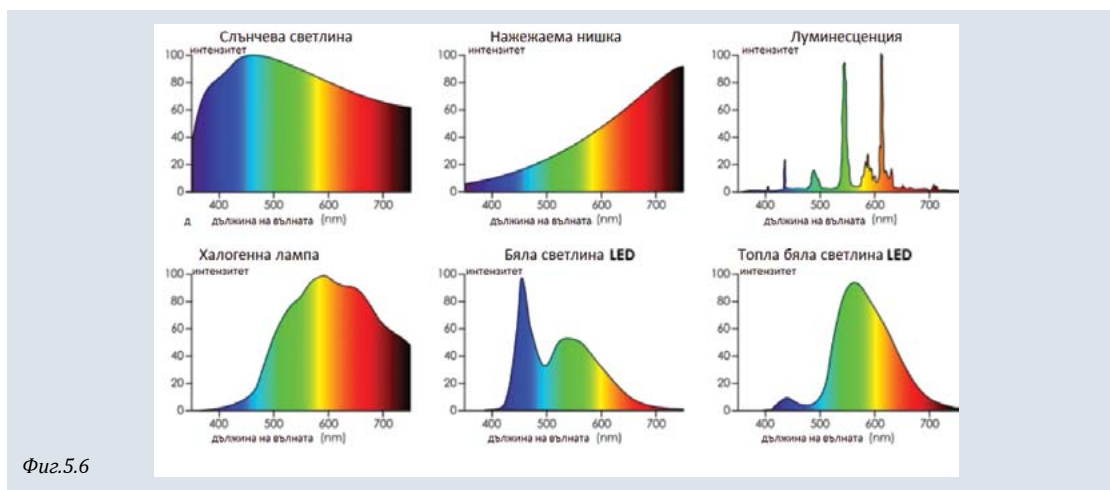 Слънчева светлина
интензитет
100
80
60
40
20
0
400 500 600 700
д дължина на вълната (nm)
Нажежаема нишка
интензитет
100
80
60
40
20
0
400 500 600 700
дължина на вълната (nm)
Луминесценция
интензитет
100
80
60
40
20
0
400 500 600 700
дължина на вълната (nm)
Халогенна лампа
интензитет
100
80
60
40
20
0
400 500 600 700
дължина на вълната (nm)
Бяла светлина LED
интензитет
100
80
60
40
20
0
400 500 600 700
дължина на вълната (nm)
Топла бяла светлина LED
интензитет
100
80
60
40
20
0
400 500 600 700
дължина на вълната (nm)
Фиг.5.6